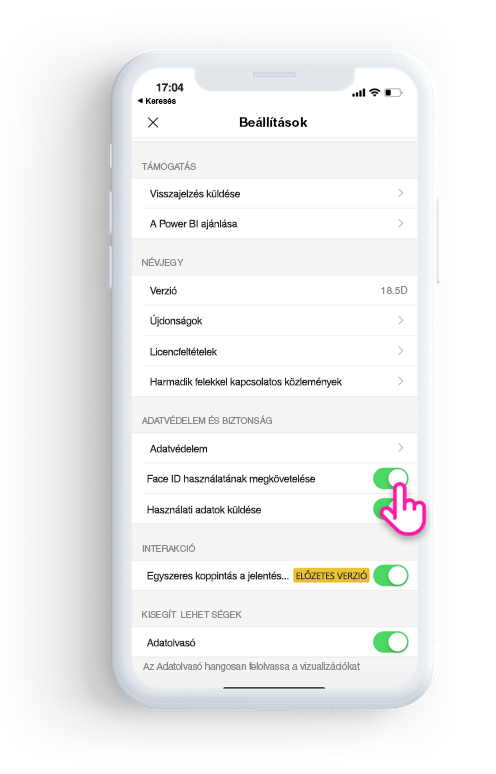 17:04
◀ Keresés
Beállítások
TÁMOGATÁS
Visszajelzés küldése
A Power BI ajánlása
NÉVJEGY
Verzió 18.5D
Újdonságok
Licencfeltételek
Harmadik felekkel kapcsolatos közlemények
ADATVÉDELEM ÉS BIZTONSÁG
Adatvédelem
Face ID használatának megkövetelése
Használati adatok küldése
INTERAKCIÓ
Egyszeres koppintás a jelentés... ELŐZETES VERZIÓ
KISEGÍT LEHET SÉGEK
Adatolvasó
Az Adatolvasó hangosan felolvassa a vizualizációkat